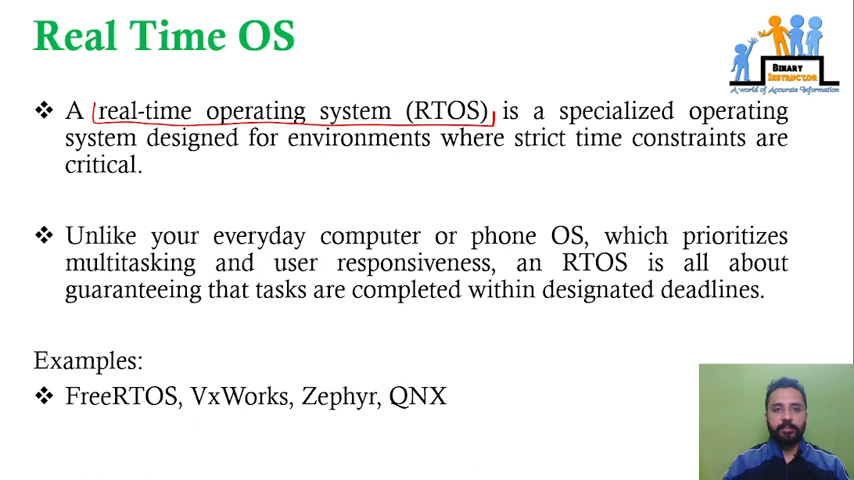 Real Time OS
BINARY
INSTRUCTOR
A world of Accurate Information
❖ A real-time operating system (RTOS) is a specialized operating
system designed for environments where strict time constraints are
critical.
❖ Unlike your everyday computer or phone OS, which prioritizes
multitasking and user responsiveness, an RTOS is all about
guaranteeing that tasks are completed within designated deadlines.
Examples:
❖ FreeRTOS, VxWorks, Zephyr, QNX